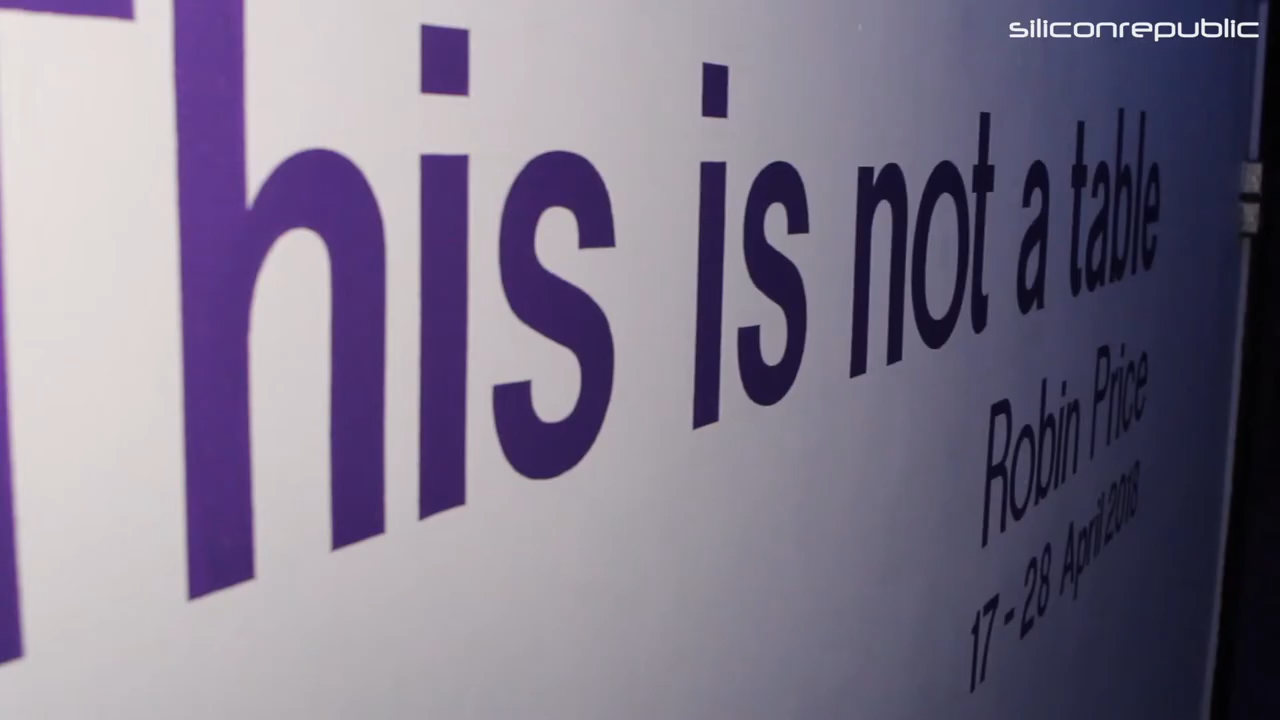 siliconrepublic
This is not a table
Robin Price
17 - 28 April 2018